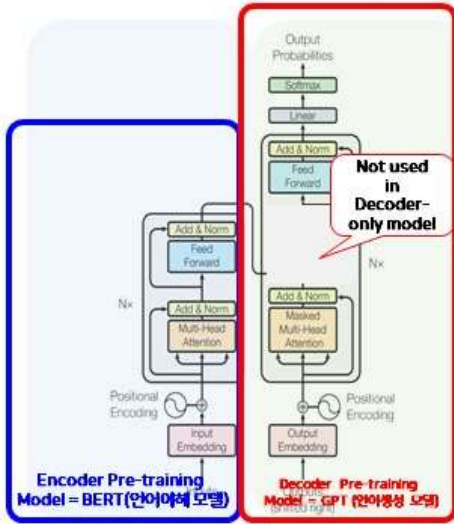 Output
Probabilities
Softmax
Linear
Add & Norm
Feed
Forward
Not used
in
Decoder-
only model
Add & Norm
Feed
Forward
N×
Add & Norm
Multi-Head
Attention
Add & Norm
Masked
Multi-Head
Attention
N×
Positional
Encoding
Input
Embedding
Output
Embedding
Positional
Encoding
Encoder Pre-training
Model = BERT(언어이해 모델)
Decoder Pre-training
Model = GPT (언어생성 모델)
(shifted right)